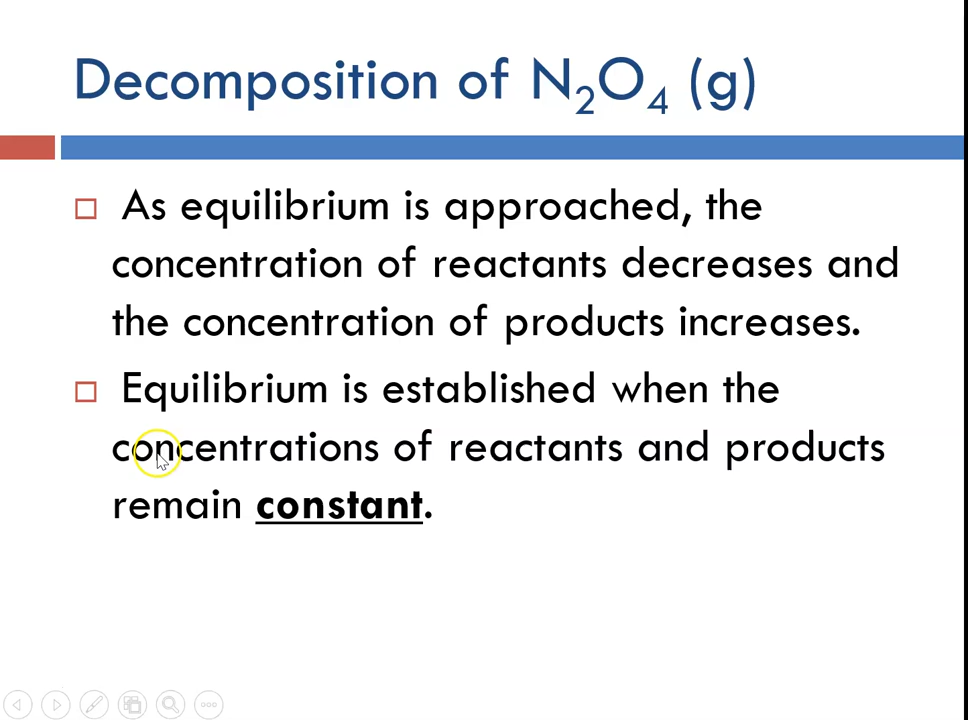 Decomposition of N₂O₄ (g)
As equilibrium is approached, the
concentration of reactants decreases and
the concentration of products increases.
Equilibrium is established when the
concentrations of reactants and products
remain constant.